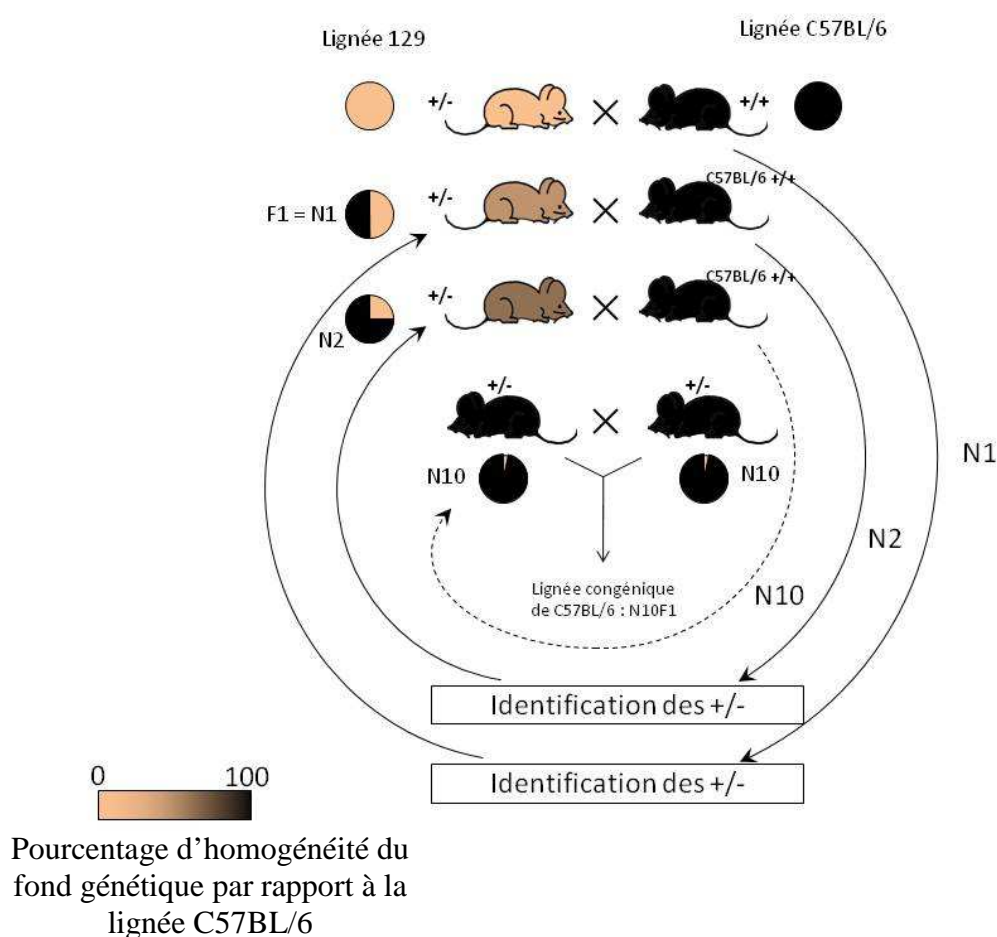 Lignée 129
Lignée C57BL/6
+/-
+/+
F1 = N1
+/-
C57BL/6 +/+
N2
+/-
C57BL/6 +/+
+/-
+/-
N10
N10
N1
N2
N10
Lignée congénique
de C57BL/6 : N10F1
Identification des +/-
Identification des +/-
0
100
Pourcentage d’homogénéité du
fond génétique par rapport à la
lignée C57BL/6